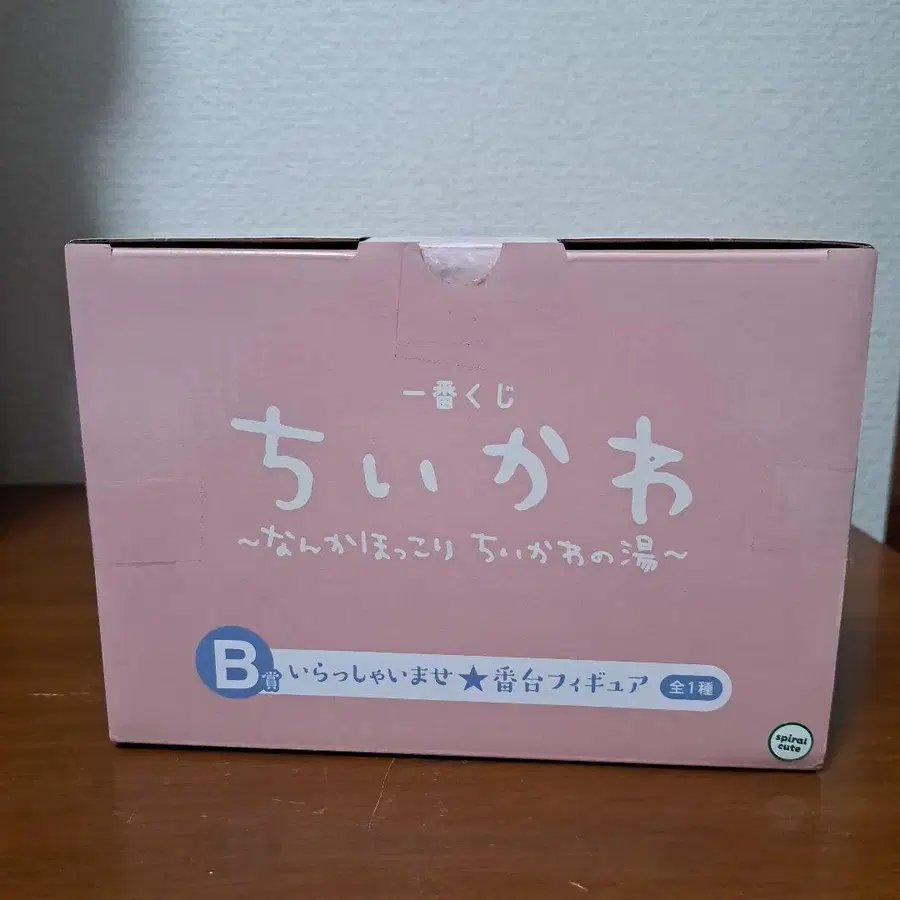 一番くじ
ちいかわ
~なんかほっこり ちいかわの湯~
B賞 いらっしゃいませ★番台フィギュア 全1種
spiral
cute